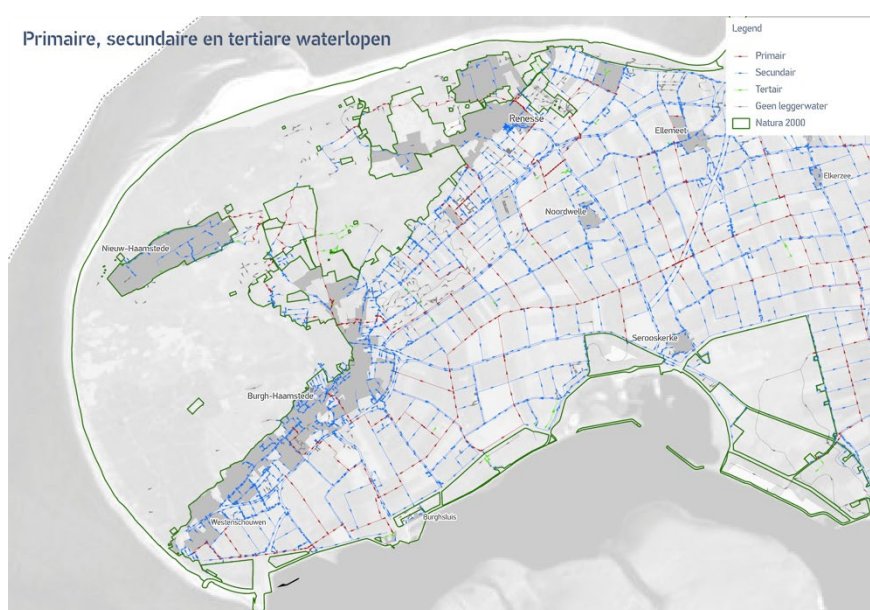 Primaire, secundaire en tertiare waterlopen
Legend
Primair
Secundair
Tertair
Geen leggerwater
Natura 2000
Renesse
Ellemeet
Elkerzee
Noordwelle
Nieuw-Haamstede
Serooskerke
Burgh-Haamstede
Westenschouwen
Burghsluis